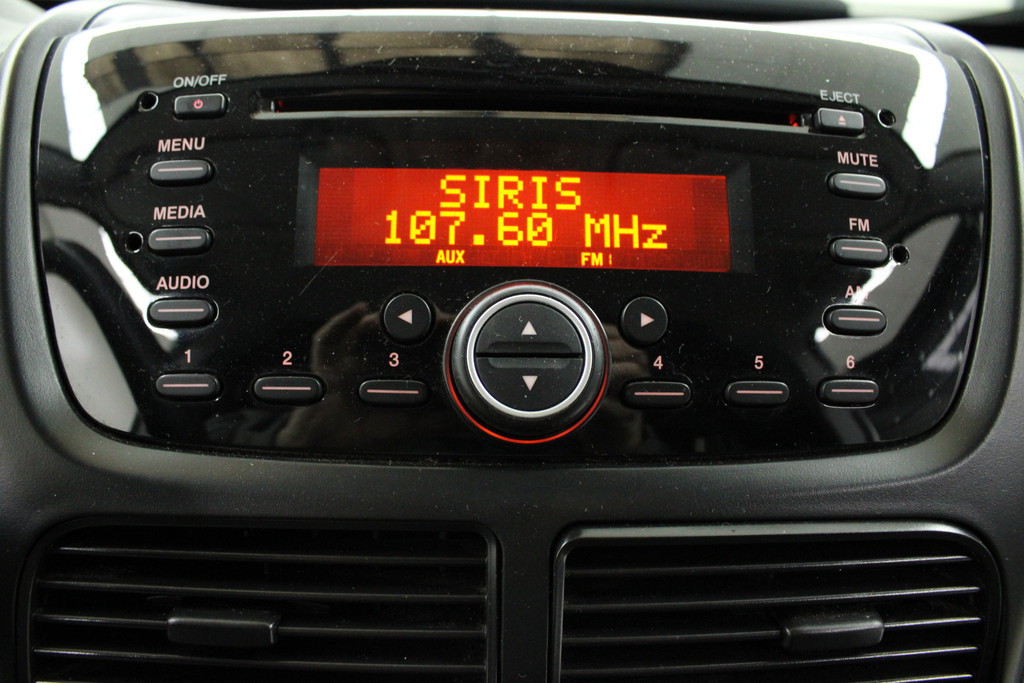 ON/OFF
EJECT
MENU
MUTE
MEDIA
FM
AUDIO
SIRIS
107.60 MHz
AUX FM
1 2 3 4 5 6